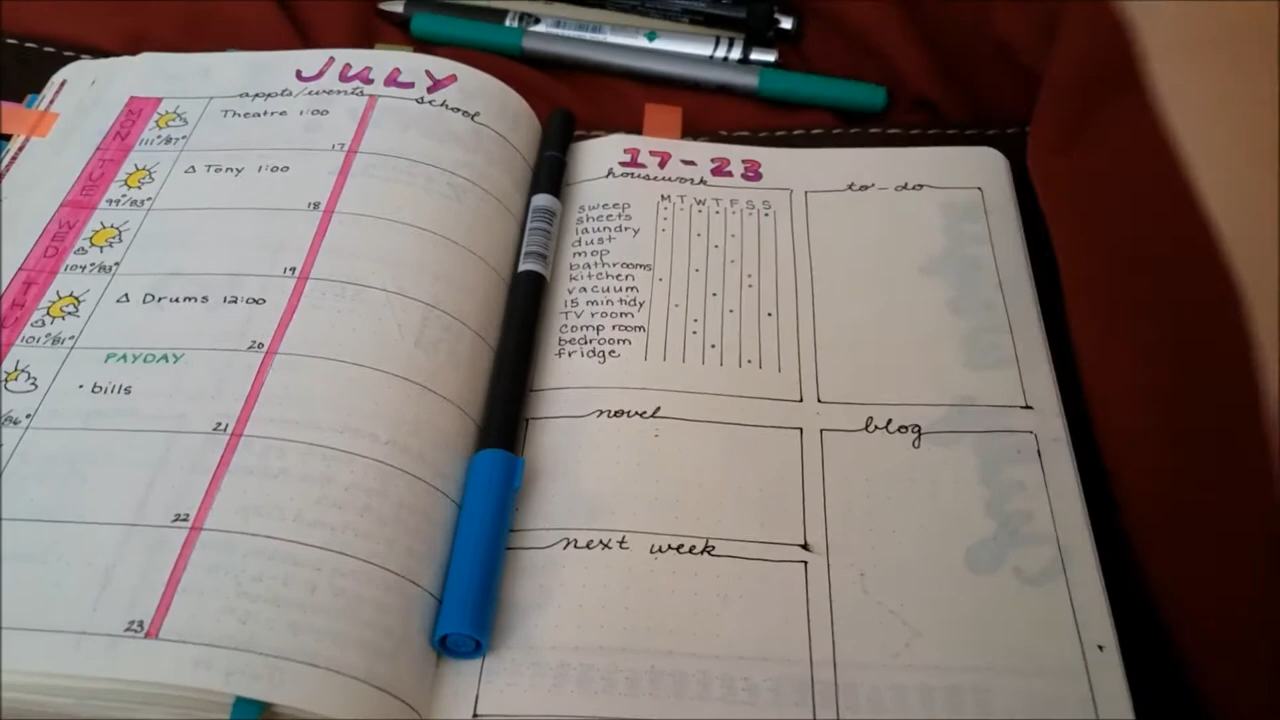 JULY
appts/events school
MON
111°/87°
Theatre 1:00
17
TUE
99°/83°
Δ Tony 1:00
18
WED
104°/83°
19
THU
101°/81°
Δ Drums 12:00
20
/86°
PAYDAY
· bills
21
22
23
17-23
housework
M T W T F S S
sweep
sheets
laundry
dust
mop
bathrooms
kitchen
vacuum
15 min tidy
TV room
comp room
bedroom
fridge
to-do
novel
blog
next week